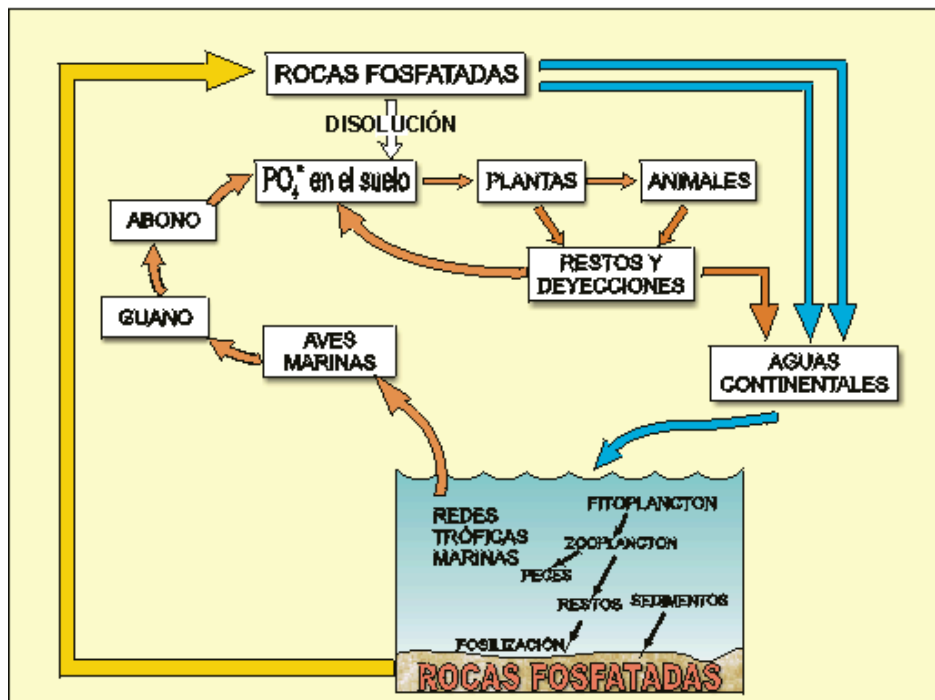 ROCAS FOSFATADAS
DISOLUCIÓN
PO₄⁼ en el suelo
PLANTAS
ANIMALES
ABONO
RESTOS Y
DEYECCIONES
GUANO
AVES
MARINAS
AGUAS
CONTINENTALES
REDES
TRÓFICAS
MARINAS
FITOPLANCTON
ZOOPLANCTON
PECES
RESTOS
SEDIMENTOS
FOSILIZACIÓN
ROCAS FOSFATADAS